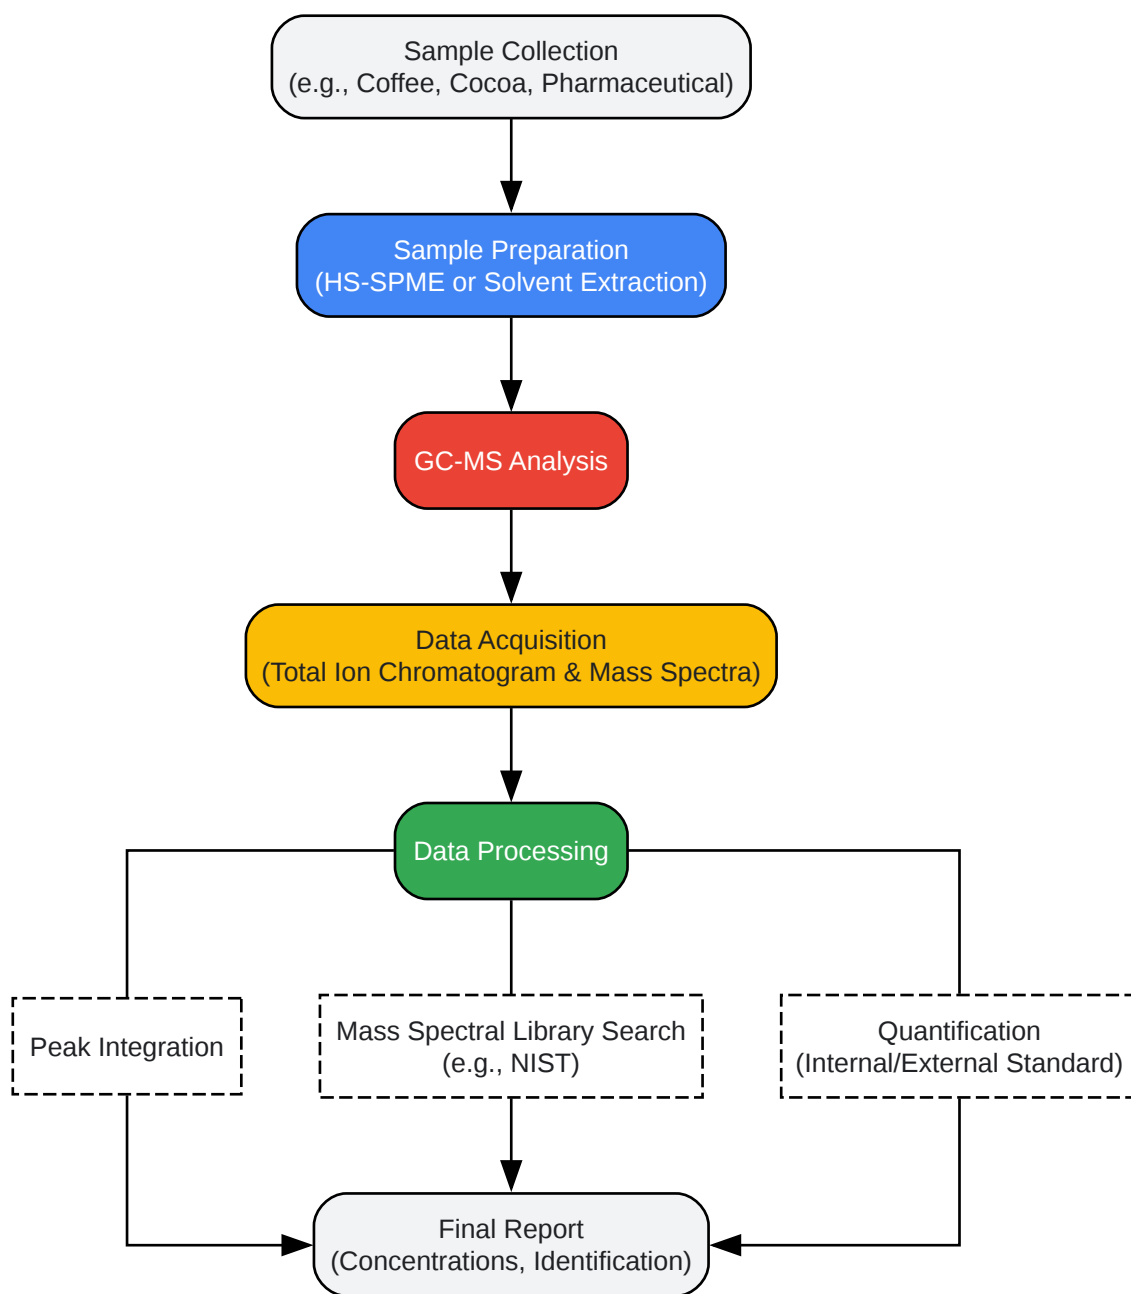 Sample Collection
(e.g., Coffee, Cocoa, Pharmaceutical)
Sample Preparation
(HS-SPME or Solvent Extraction)
GC-MS Analysis
Data Acquisition
(Total Ion Chromatogram & Mass Spectra)
Data Processing
Peak Integration
Mass Spectral Library Search
(e.g., NIST)
Quantification
(Internal/External Standard)
Final Report
(Concentrations, Identification)